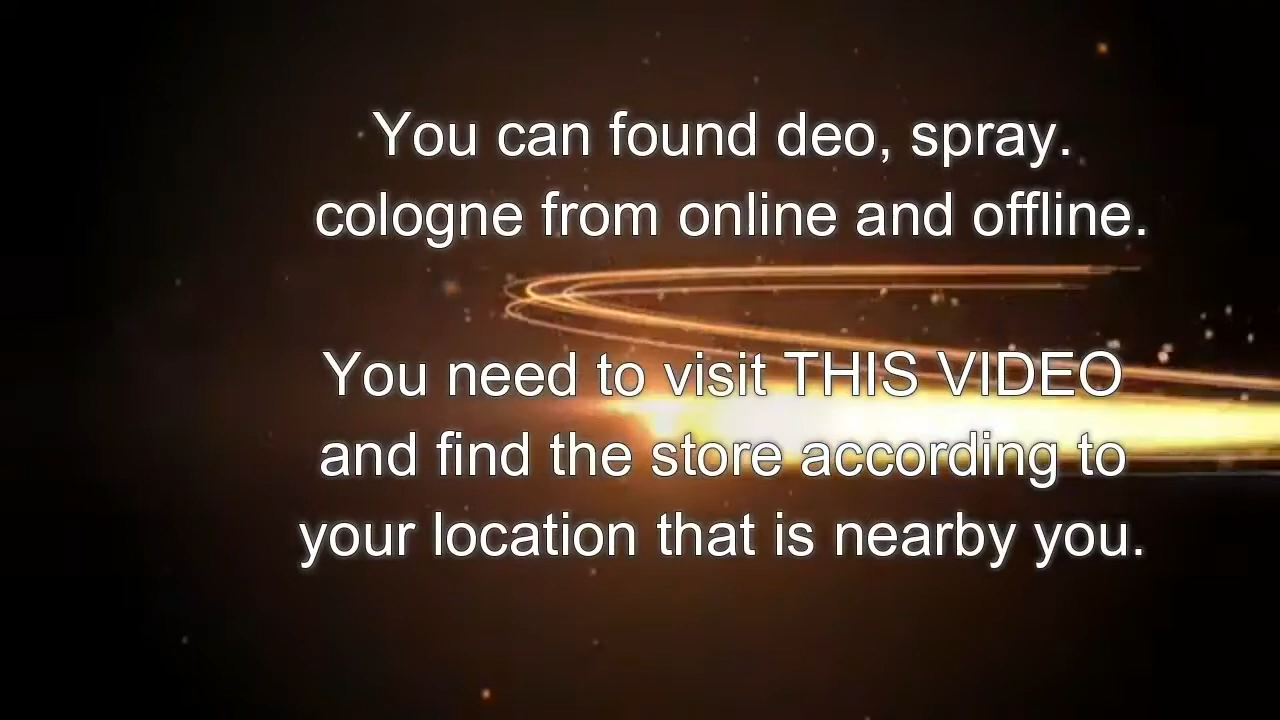 You can found deo, spray.
cologne from online and offline.
You need to visit THIS VIDEO
and find the store according to
your location that is nearby you.